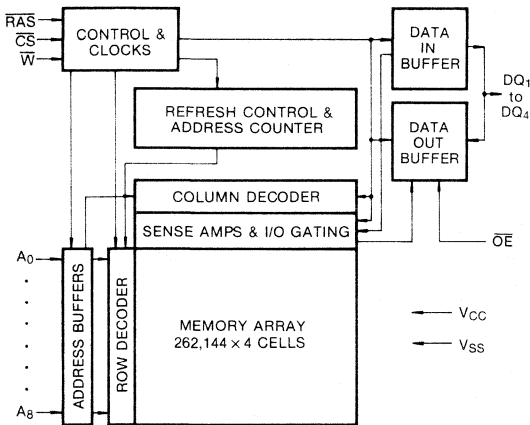 RAS
CS
W
CONTROL &
CLOCKS
DATA
IN
BUFFER
DQ1
to
DQ4
REFRESH CONTROL &
ADDRESS COUNTER
DATA
OUT
BUFFER
COLUMN DECODER
SENSE AMPS & I/O GATING
OE
A0
A8
ADDRESS BUFFERS
ROW DECODER
MEMORY ARRAY
262,144 × 4 CELLS
VCC
VSS